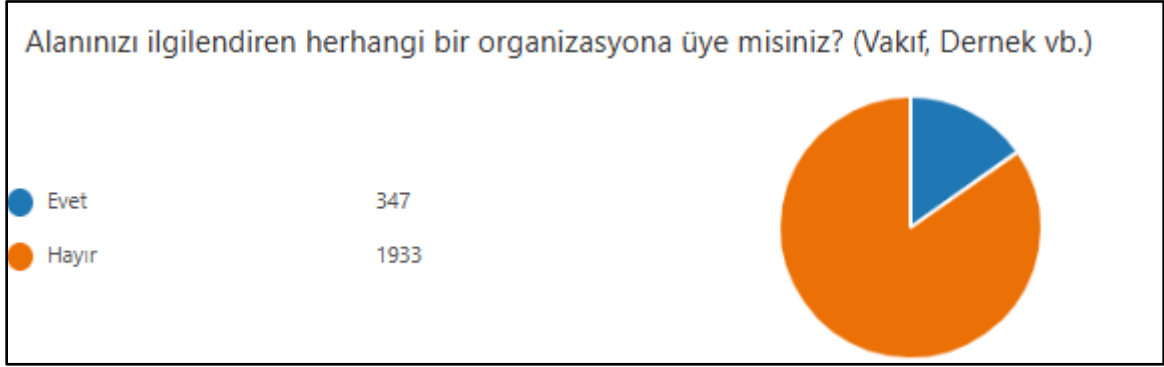 Alanınızı ilgilendiren herhangi bir organizasyona üye misiniz? (Vakıf, Dernek vb.)
Evet 347
Hayır 1933